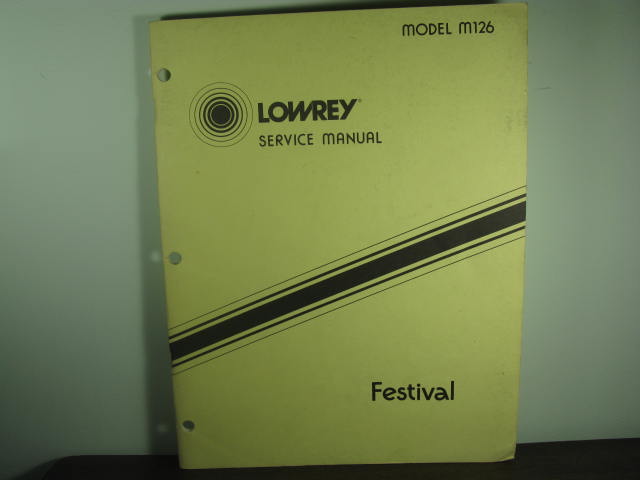 MODEL M126
LOWREY®
SERVICE MANUAL
Festival